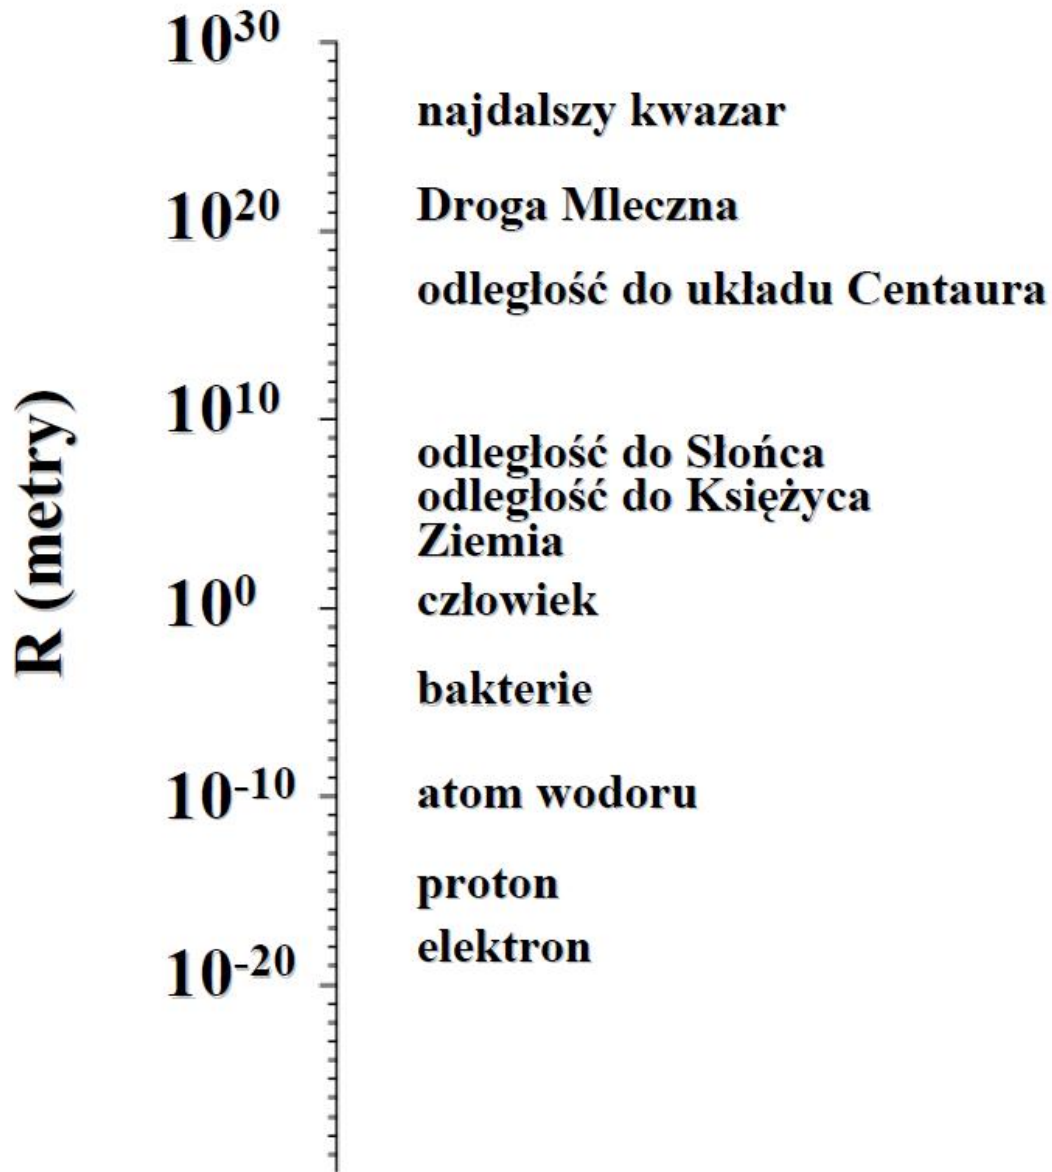 10³⁰
najdalszy kwazar
Droga Mleczna
10²⁰
odległość do układu Centaura
10¹⁰
odległość do Słońca
odległość do Księżyca
Ziemia
R (metry)
10⁰
człowiek
bakterie
10⁻¹⁰
atom wodoru
proton
elektron
10⁻²⁰